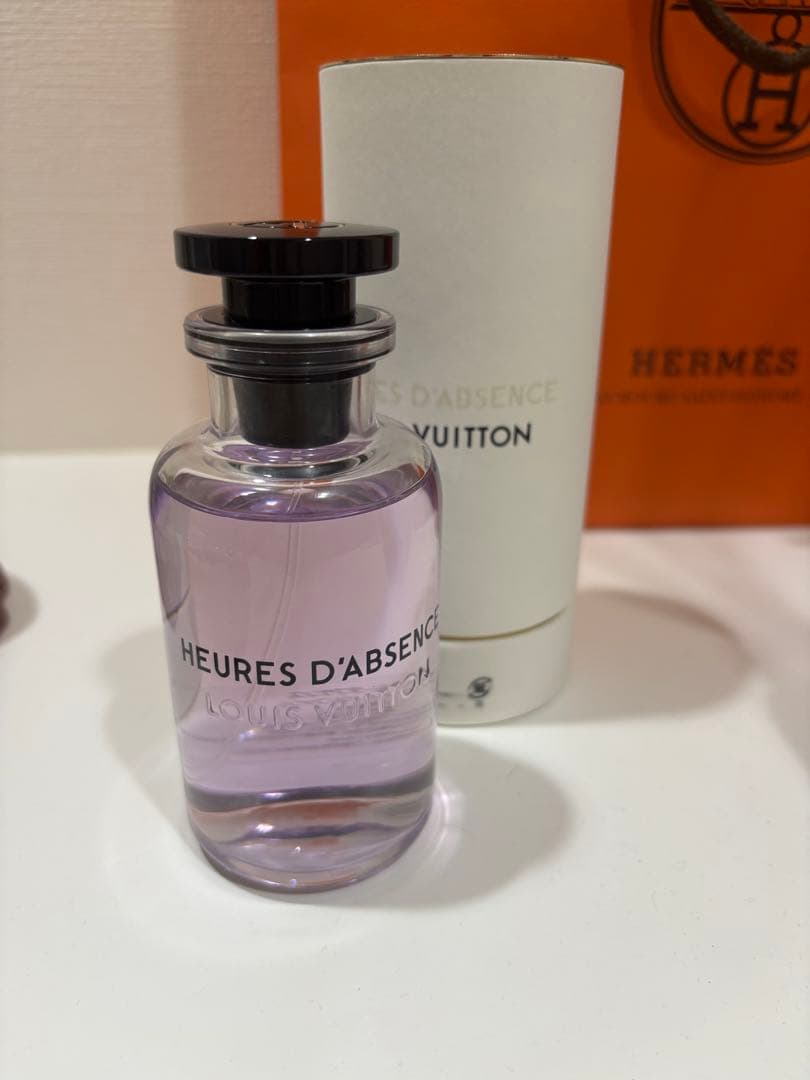 HEURES D'ABSENCE
LOUIS VUITTON
ES D'ABSENCE
VUITTON
HERMÈS
H